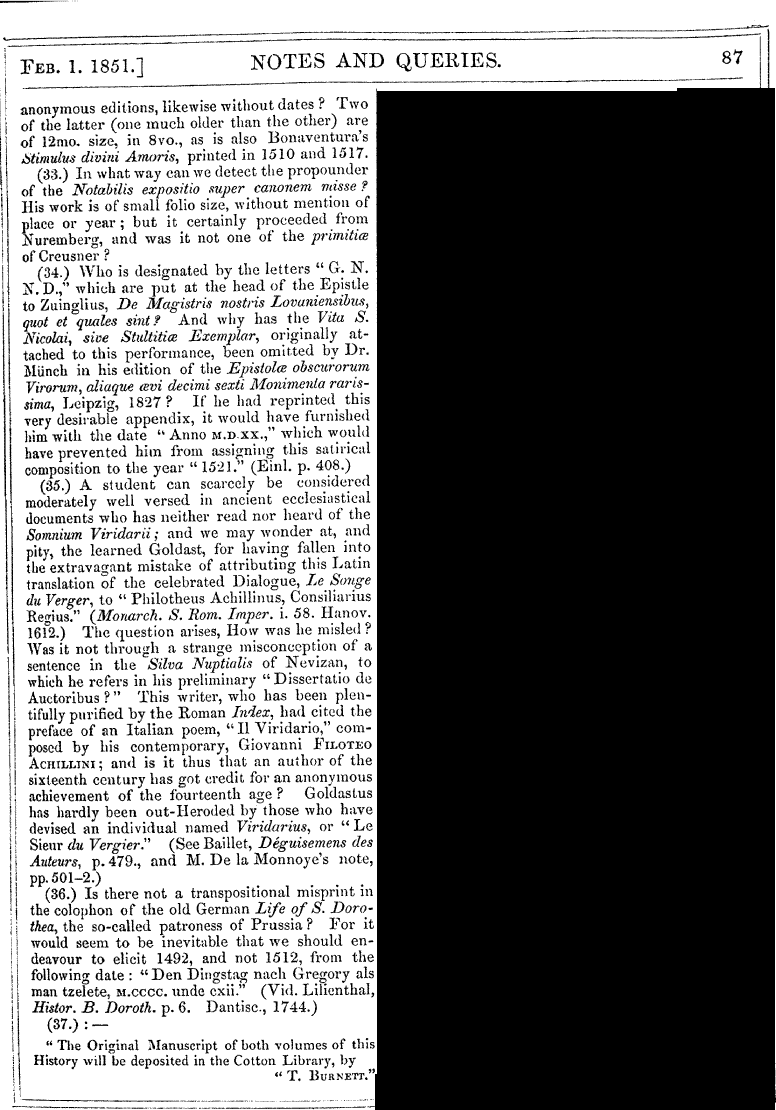 FEB. 1. 1851.] NOTES AND QUERIES. 87
anonymous editions, likewise without dates? Two
of the latter (one much older than the other) are
of 12mo. size, in 8vo., as is also Bonaventura's
Stimulus divini Amoris, printed in 1510 and 1517.
(33.) In what way can we detect the propounder
of the Notabilis expositio super canonem misse?
His work is of small folio size, without mention of
place or year; but it certainly proceeded from
Nuremberg, and was it not one of the primitiæ
of Creusner?
(34.) Who is designated by the letters "G. N.
N. D.," which are put at the head of the Epistle
to Zuinglius, De Magistris nostris Lovaniensibus,
quot et quales sint? And why has the Vita S.
Nicolai, sive Stultitiæ Exemplar, originally at-
tached to this performance, been omitted by Dr.
Münch in his edition of the Epistolæ obscurorum
Virorum, aliaque ævi decimi sexti Monimenta raris-
sima, Leipzig, 1827? If he had reprinted this
very desirable appendix, it would have furnished
him with the date "Anno M.D.XX.," which would
have prevented him from assigning this satirical
composition to the year "1521." (Einl. p. 408.)
(35.) A student can scarcely be considered
moderately well versed in ancient ecclesiastical
documents who has neither read nor heard of the
Somnium Viridarii; and we may wonder at, and
pity, the learned Goldast, for having fallen into
the extravagant mistake of attributing this Latin
translation of the celebrated Dialogue, Le Songe
du Verger, to "Philotheus Achillinus, Consiliarius
Regius." (Monarch. S. Rom. Imper. i. 58. Hanov.
1612.) The question arises, How was he misled?
Was it not through a strange misconception of a
sentence in the Silva Nuptialis of Nevizan, to
which he refers in his preliminary "Dissertatio de
Auctoribus?" This writer, who has been plen-
tifully purified by the Roman Index, had cited the
preface of an Italian poem, "Il Viridario," com-
posed by his contemporary, Giovanni FILOTEO
ACHILLINI; and is it thus that an author of the
sixteenth century has got credit for an anonymous
achievement of the fourteenth age? Goldastus
has hardly been out-Heroded by those who have
devised an individual named Viridarius, or "Le
Sieur du Vergier." (See Baillet, Déguisemens des
Auteurs, p. 479., and M. De la Monnoye's note,
pp. 501-2.)
(36.) Is there not a transpositional misprint in
the colophon of the old German Life of S. Doro-
thea, the so-called patroness of Prussia? For it
would seem to be inevitable that we should en-
deavour to elicit 1492, and not 1512, from the
following date: "Den Dingstag nach Gregory als
man tzelete, M.CCCC. unde CXII." (Vid. Lilienthal,
Histor. B. Doroth. p. 6. Dantisc., 1744.)
(37.) :—
"The Original Manuscript of both volumes of this
History will be deposited in the Cotton Library, by
"T. BURNETT."